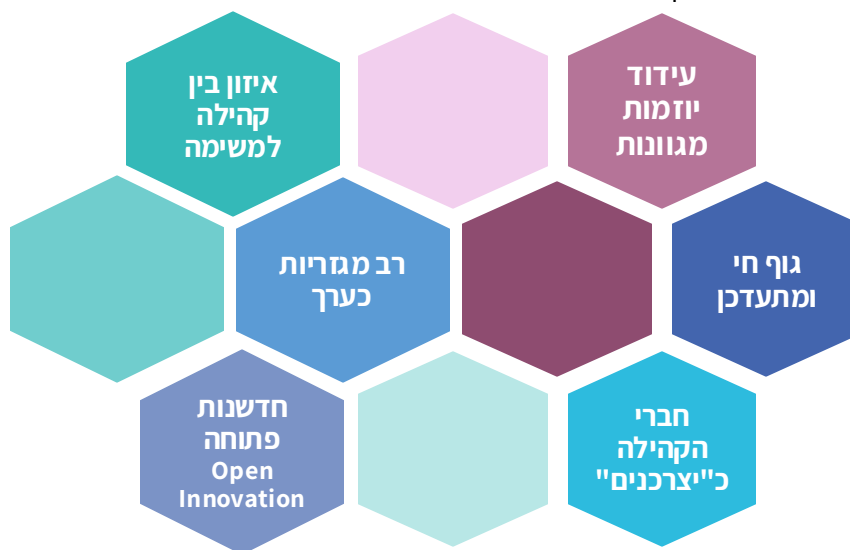 עידוד
יוזמות
מגוונות
איזון בין
קהילה
למשימה
גוף חי
ומתעדכן
רב מגזריות
כערך
חברי
הקהילה
כ"יצרכנים"
חדשנות
פתוחה
Open
Innovation